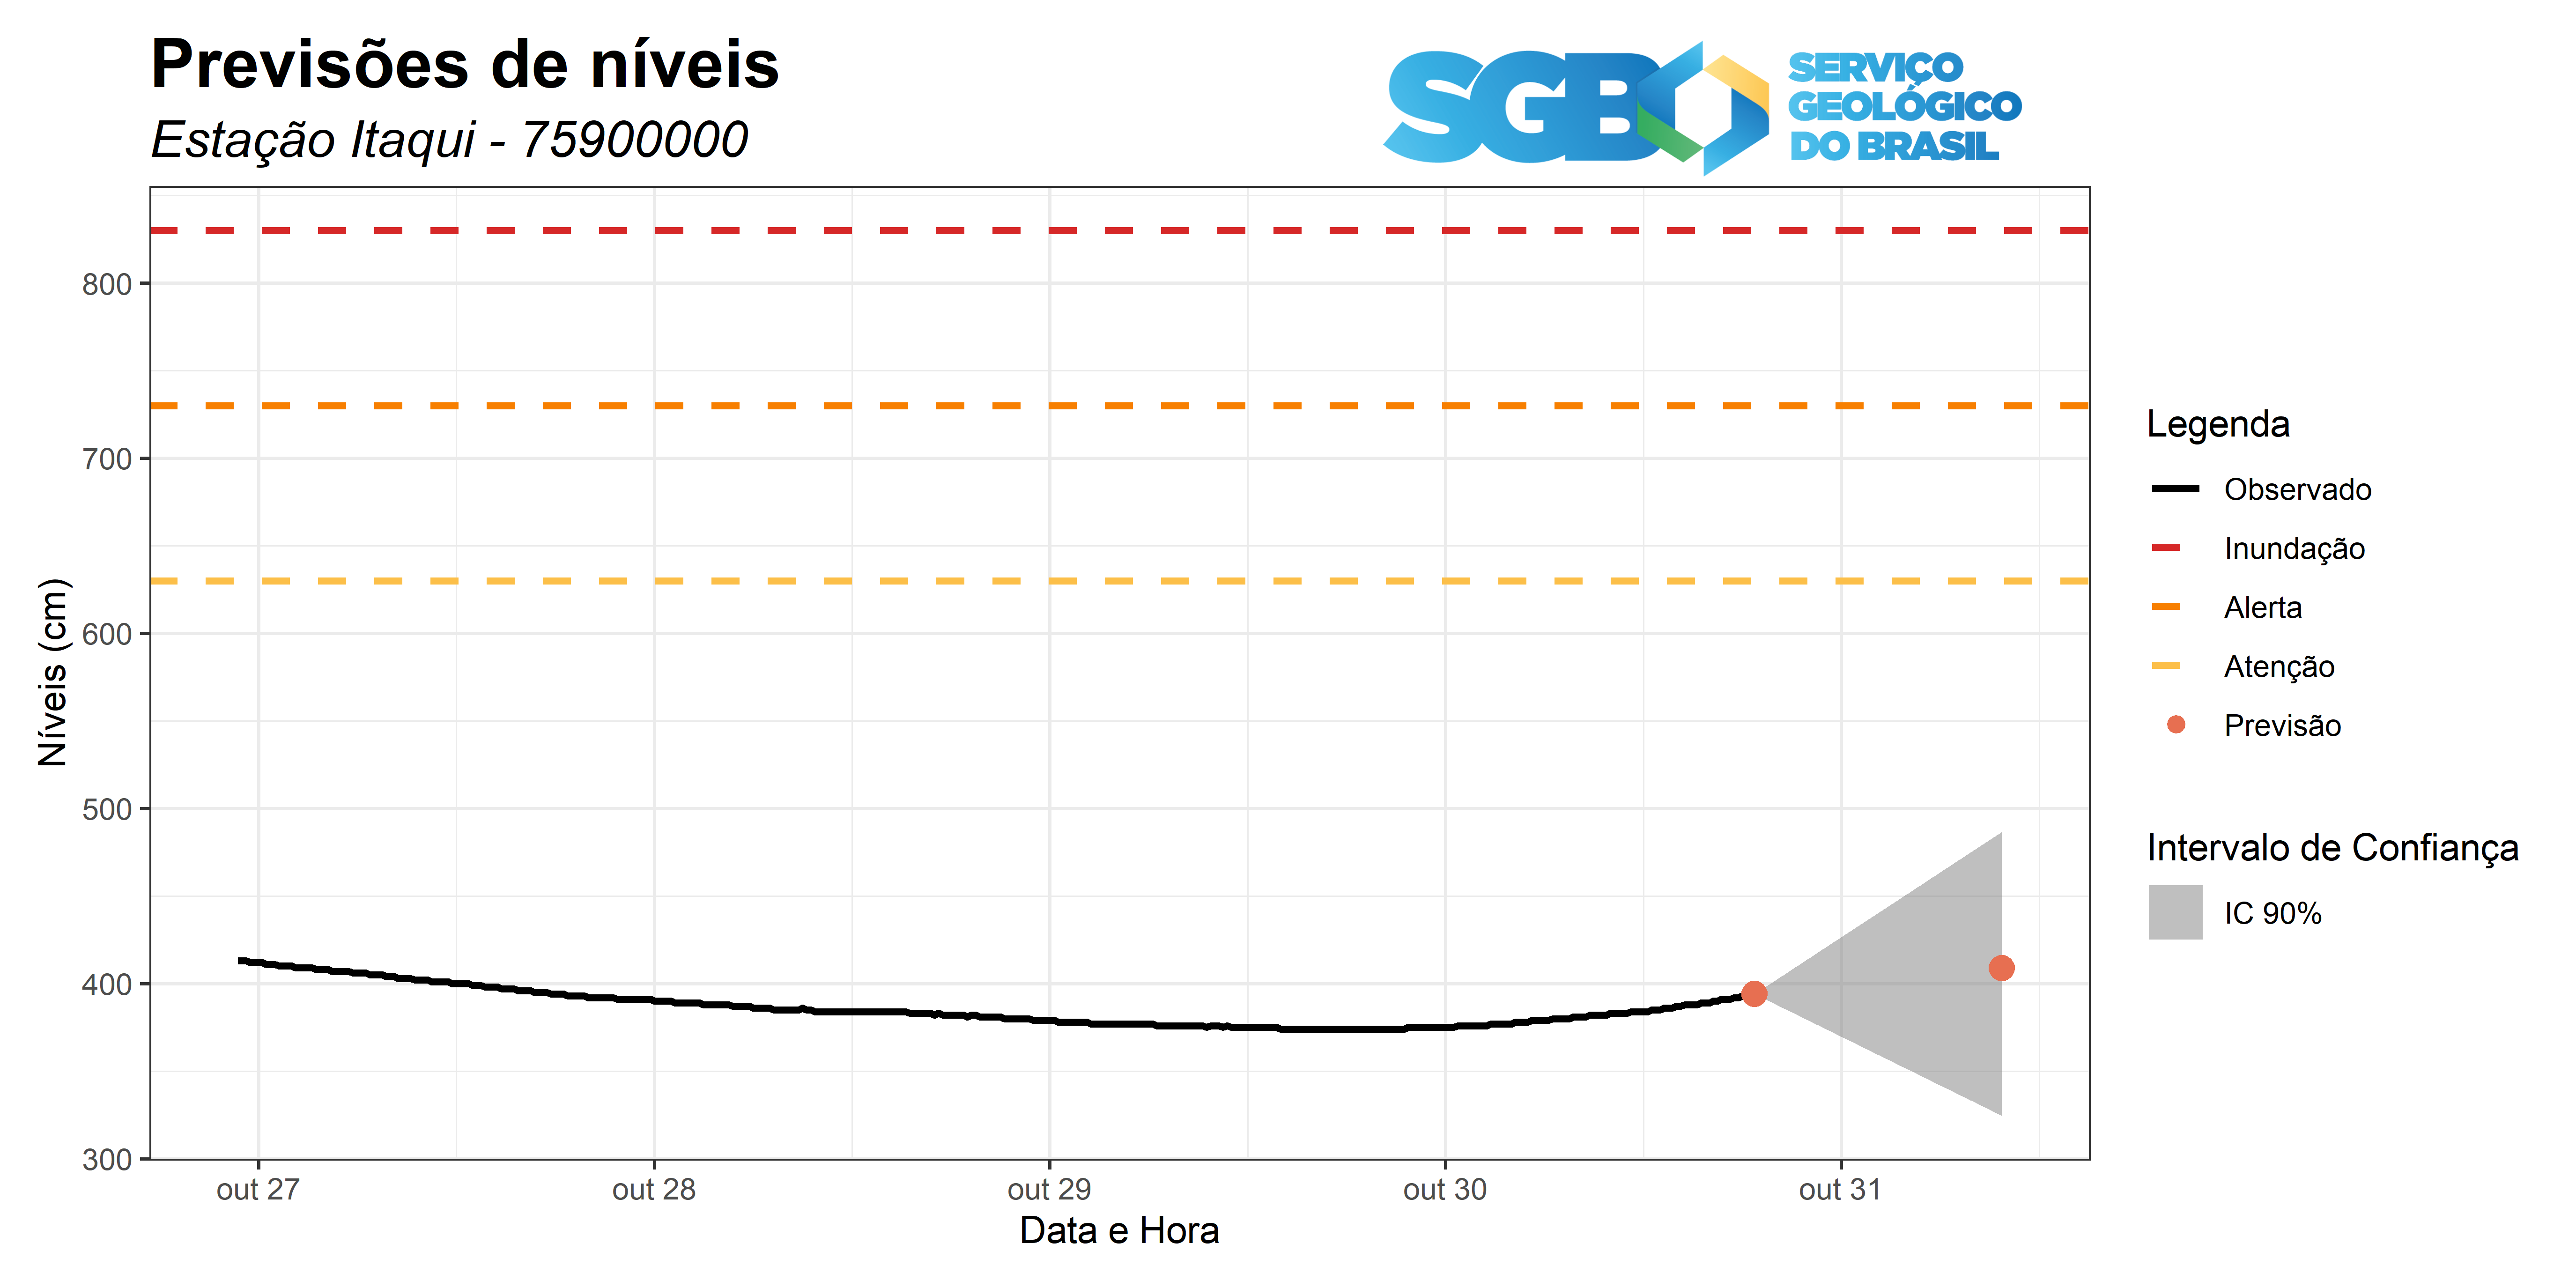 Previsões de níveis
Estação Itaqui - 75900000
SGB
SERVIÇO
GEOLÓGICO
DO BRASIL
Níveis (cm)
800
700
600
500
400
300
out 27
out 28
out 29
out 30
out 31
Data e Hora
Legenda
Observado
Inundação
Alerta
Atenção
Previsão
Intervalo de Confiança
IC 90%